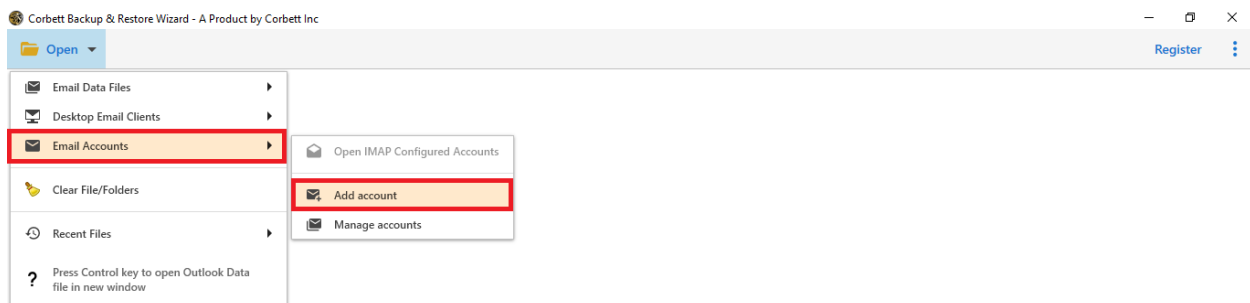 Corbett Backup & Restore Wizard - A Product by Corbett Inc
Open
Register
Email Data Files
Desktop Email Clients
Email Accounts
Open IMAP Configured Accounts
Clear File/Folders
Add account
Manage accounts
Recent Files
? Press Control key to open Outlook Data
file in new window